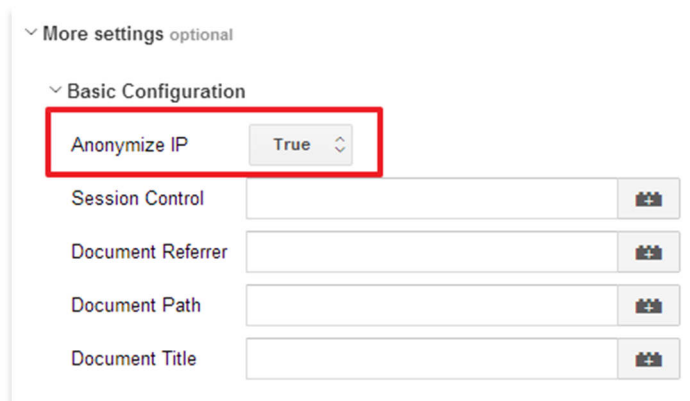 More settings optional
Basic Configuration
Anonymize IP True
Session Control
Document Referrer
Document Path
Document Title